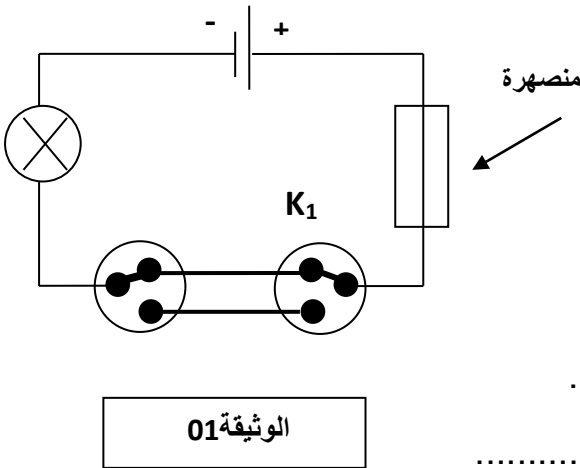 - +
منصهرة
K₁
.
الوثيقة01
..........